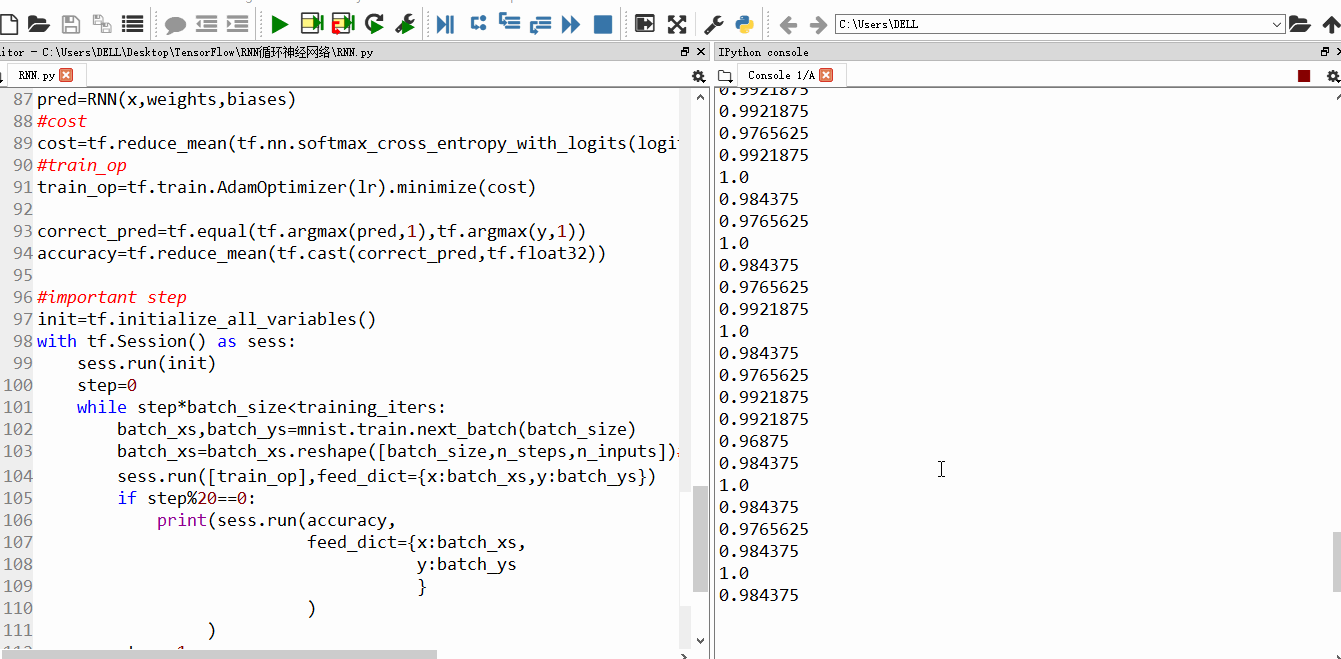 C:\Users\DELL
itor - C:\Users\DELL\Desktop\TensorFlow\RNN循环神经网络\RNN.py
IPython console
RNN.py
Console 1/A
87 pred=RNN(x,weights,biases)
88 #cost
89 cost=tf.reduce_mean(tf.nn.softmax_cross_entropy_with_logits(logi
90 #train_op
91 train_op=tf.train.AdamOptimizer(lr).minimize(cost)
92
93 correct_pred=tf.equal(tf.argmax(pred,1),tf.argmax(y,1))
94 accuracy=tf.reduce_mean(tf.cast(correct_pred,tf.float32))
95
96 #important step
97 init=tf.initialize_all_variables()
98 with tf.Session() as sess:
99 sess.run(init)
100 step=0
101 while step*batch_size<training_iters:
102 batch_xs,batch_ys=mnist.train.next_batch(batch_size)
103 batch_xs=batch_xs.reshape([batch_size,n_steps,n_inputs])
104 sess.run([train_op],feed_dict={x:batch_xs,y:batch_ys})
105 if step%20==0:
106 print(sess.run(accuracy,
107 feed_dict={x:batch_xs,
108 y:batch_ys
109 }
110 )
111 )
0.9921875
0.9921875
0.9765625
0.9921875
1.0
0.984375
0.9765625
1.0
0.984375
0.9765625
0.9921875
1.0
0.984375
0.9765625
0.9921875
0.9921875
0.96875
0.984375
1.0
0.984375
0.9765625
0.984375
1.0
0.984375